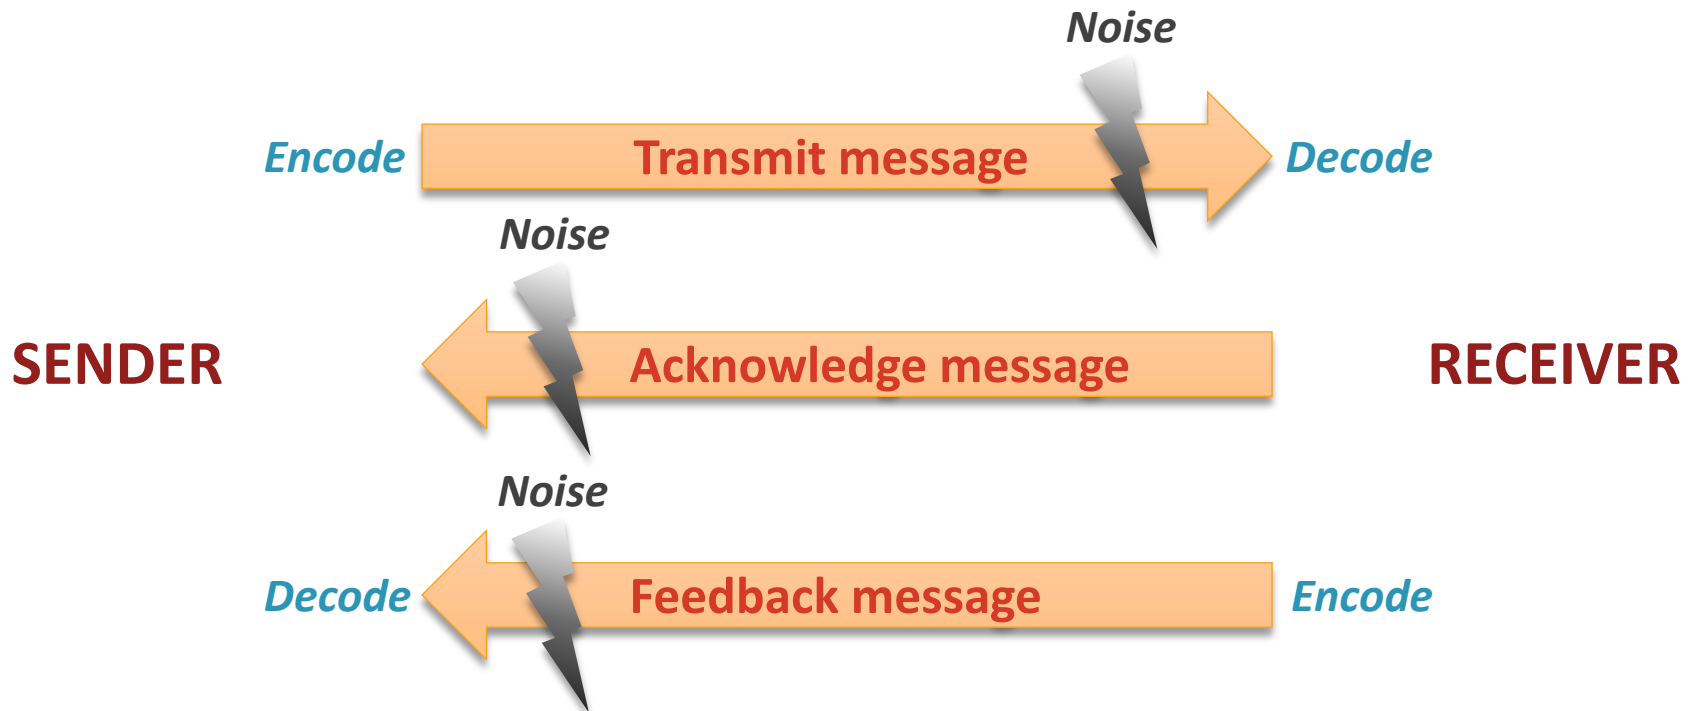 Noise
Encode Transmit message Decode
Noise
SENDER Acknowledge message RECEIVER
Noise
Decode Feedback message Encode